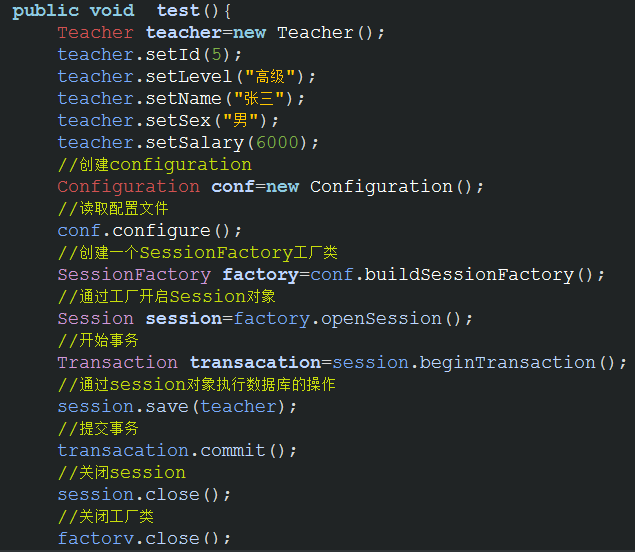 public void  test(){
Teacher teacher=new Teacher();
teacher.setId(5);
teacher.setLevel("高级");
teacher.setName("张三");
teacher.setSex("男");
teacher.setSalary(6000);
//创建configuration
Configuration conf=new Configuration();
//读取配置文件
conf.configure();
//创建一个SessionFactory工厂类
SessionFactory factory=conf.buildSessionFactory();
//通过工厂开启Session对象
Session session=factory.openSession();
//开始事务
Transaction transacation=session.beginTransaction();
//通过session对象执行数据库的操作
session.save(teacher);
//提交事务
transacation.commit();
//关闭session
session.close();
//关闭工厂类
factory.close();